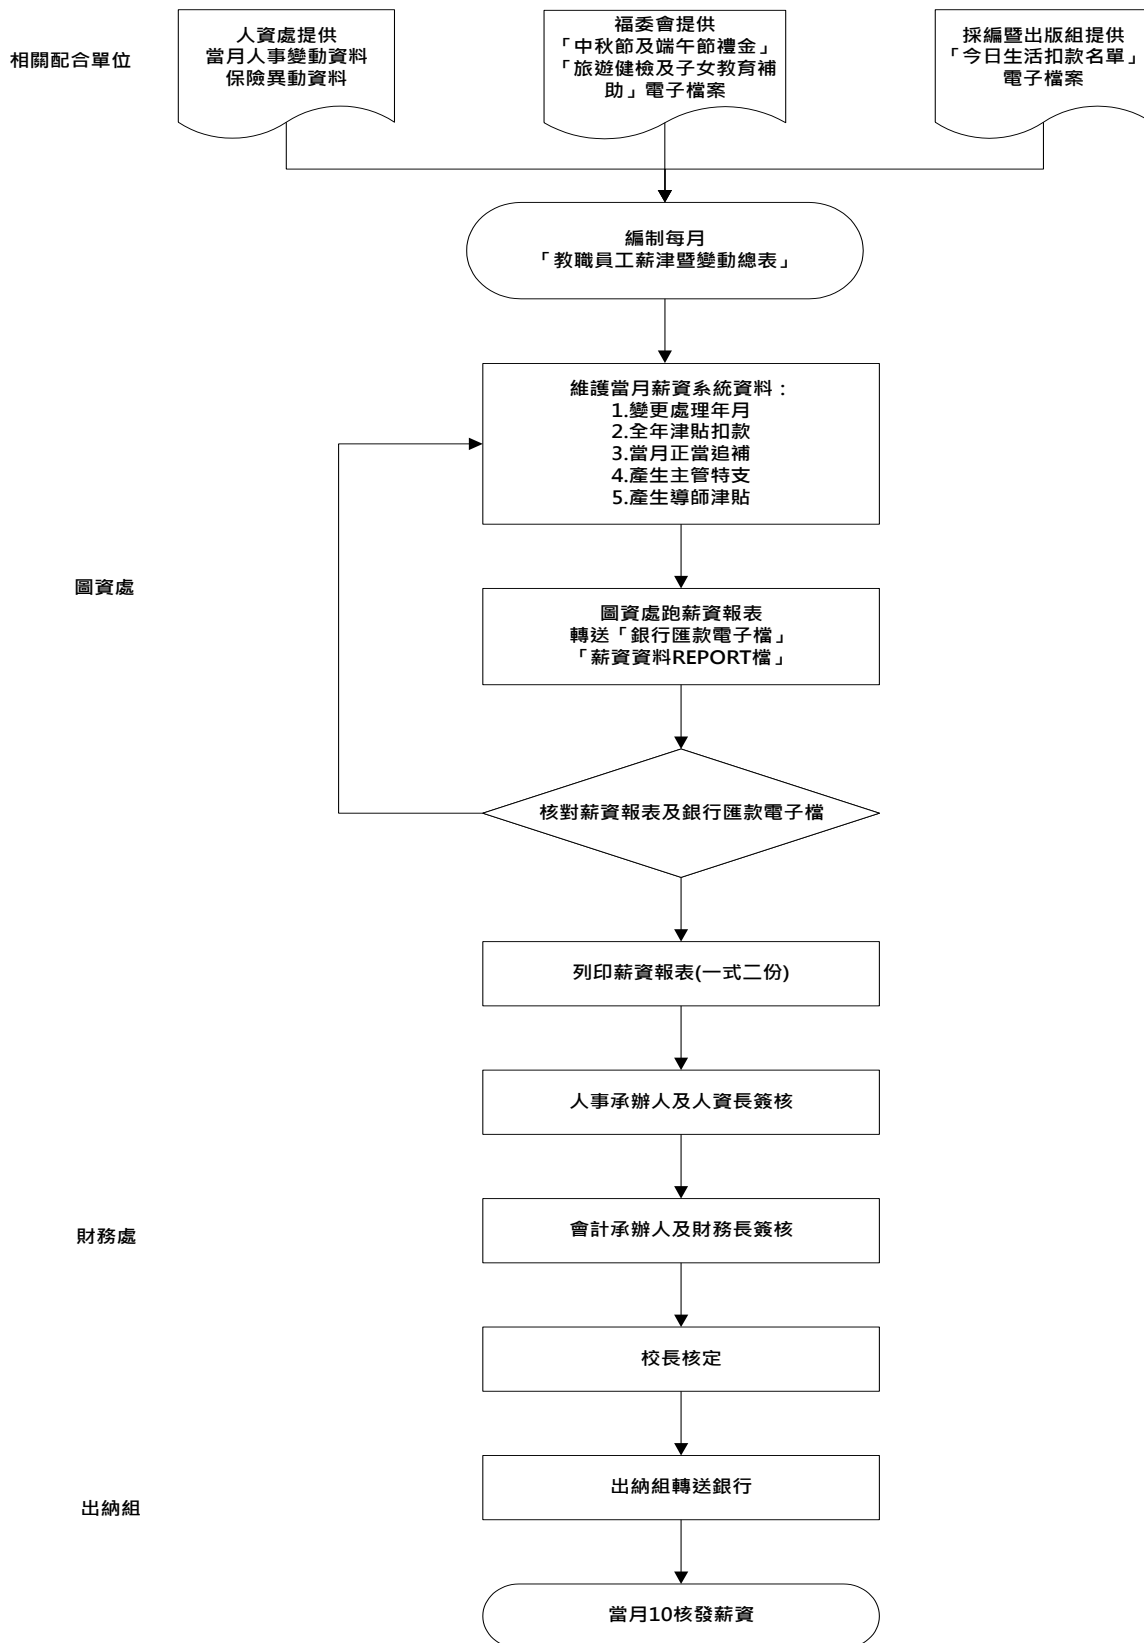 相關配合單位
人資處提供
當月人事變動資料
保險異動資料
福委會提供
「中秋節及端午節禮金」
「旅遊健檢及子女教育補
助」電子檔案
採編暨出版組提供
「今日生活扣款名單」
電子檔案
編制每月
「教職員工薪津暨變動總表」
維護當月薪資系統資料：
1.變更處理年月
2.全年津貼扣款
3.當月正當追補
4.產生主管特支
5.產生導師津貼
圖資處
圖資處跑薪資報表
轉送「銀行匯款電子檔」
「薪資資料REPORT檔」
核對薪資報表及銀行匯款電子檔
列印薪資報表(一式二份)
人事承辦人及人資長簽核
財務處
會計承辦人及財務長簽核
校長核定
出納組
出納組轉送銀行
當月10核發薪資